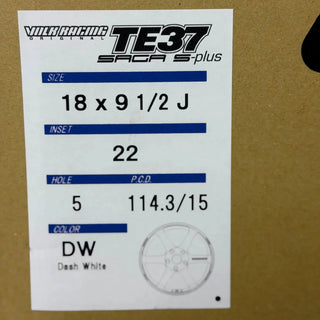 VOLK RACING TE37
ORIGINAL SAGA S-plus
SIZE
18 x 9 1/2 J
INSET
22
HOLE P.C.D.
5 114.3/15
COLOR
DW
Dash White